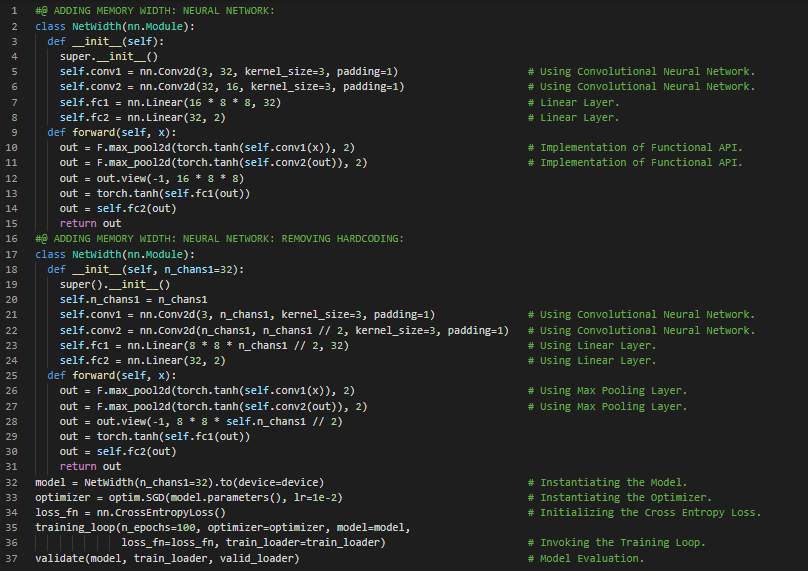 1 #@ ADDING MEMORY WIDTH: NEURAL NETWORK:
2 class NetWidth(nn.Module):
3   def __init__(self):
4     super.__init__()
5     self.conv1 = nn.Conv2d(3, 32, kernel_size=3, padding=1) # Using Convolutional Neural Network.
6     self.conv2 = nn.Conv2d(32, 16, kernel_size=3, padding=1) # Using Convolutional Neural Network.
7     self.fc1 = nn.Linear(16 * 8 * 8, 32) # Linear Layer.
8     self.fc2 = nn.Linear(32, 2) # Linear Layer.
9   def forward(self, x):
10     out = F.max_pool2d(torch.tanh(self.conv1(x)), 2) # Implementation of Functional API.
11     out = F.max_pool2d(torch.tanh(self.conv2(out)), 2) # Implementation of Functional API.
12     out = out.view(-1, 16 * 8 * 8)
13     out = torch.tanh(self.fc1(out))
14     out = self.fc2(out)
15     return out
16 #@ ADDING MEMORY WIDTH: NEURAL NETWORK: REMOVING HARDCODING:
17 class NetWidth(nn.Module):
18   def __init__(self, n_chans1=32):
19     super().__init__()
20     self.n_chans1 = n_chans1
21     self.conv1 = nn.Conv2d(3, n_chans1, kernel_size=3, padding=1) # Using Convolutional Neural Network.
22     self.conv2 = nn.Conv2d(n_chans1, n_chans1 // 2, kernel_size=3, padding=1) # Using Convolutional Neural Network.
23     self.fc1 = nn.Linear(8 * 8 * n_chans1 // 2, 32) # Using Linear Layer.
24     self.fc2 = nn.Linear(32, 2) # Using Linear Layer.
25   def forward(self, x):
26     out = F.max_pool2d(torch.tanh(self.conv1(x)), 2) # Using Max Pooling Layer.
27     out = F.max_pool2d(torch.tanh(self.conv2(out)), 2) # Using Max Pooling Layer.
28     out = out.view(-1, 8 * 8 * self.n_chans1 // 2)
29     out = torch.tanh(self.fc1(out))
30     out = self.fc2(out)
31     return out
32 model = NetWidth(n_chans1=32).to(device=device) # Instantiating the Model.
33 optimizer = optim.SGD(model.parameters(), lr=1e-2) # Instantiating the Optimizer.
34 loss_fn = nn.CrossEntropyLoss() # Initializing the Cross Entropy Loss.
35 training_loop(n_epochs=100, optimizer=optimizer, model=model,
36               loss_fn=loss_fn, train_loader=train_loader) # Invoking the Training Loop.
37 validate(model, train_loader, valid_loader) # Model Evaluation.